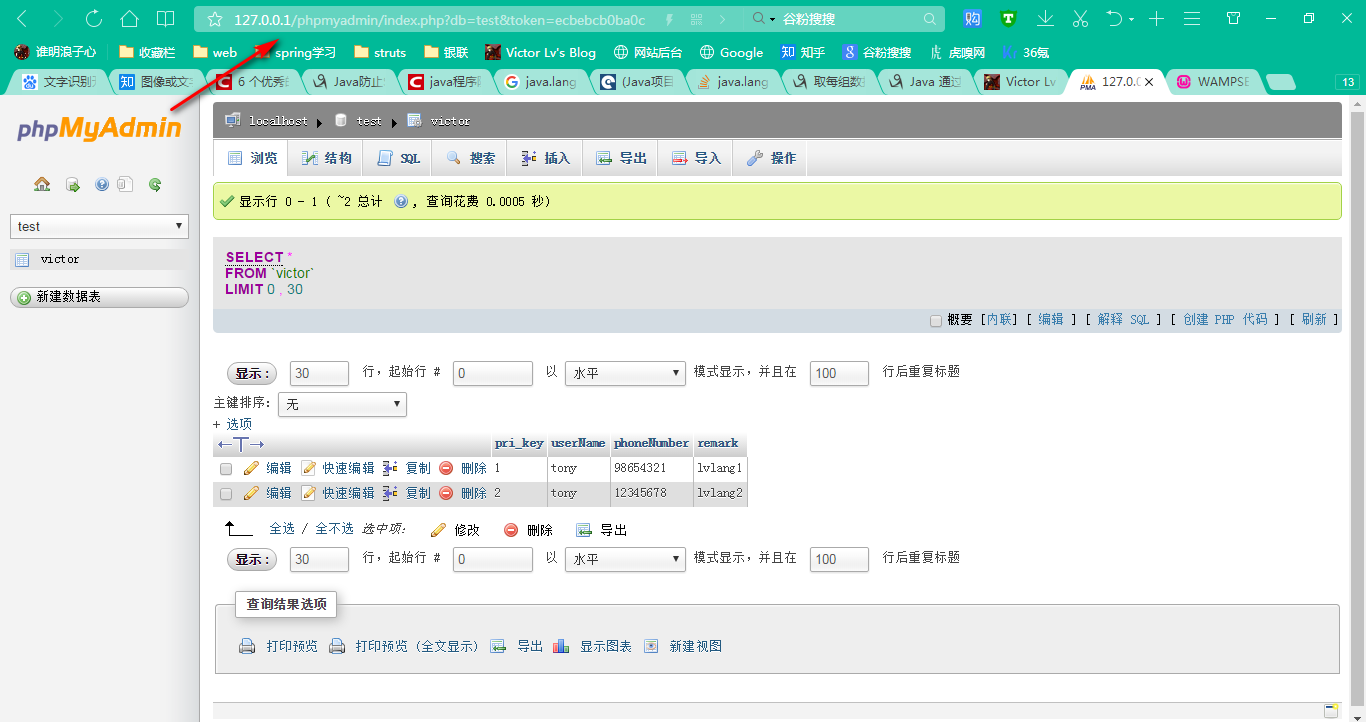 127.0.0.1/phpmyadmin/index.php?db=test&token=ecbebcb0ba0c
谷粉搜搜
购
谁明浪子心 收藏栏 web spring学习 struts 银联 Victor Lv's Blog 网站后台 Google 知 知乎 谷粉搜搜 虎嗅网 36氪
文字识别 知 图像或文 6 个优秀 Java防止 java程序 java.lang (Java项目 java.lang 取每组数 Java 通过 Victor Lv 127.0.0 WAMPSE 13
phpMyAdmin
localhost test victor
浏览 结构 SQL 搜索 插入 导出 导入 操作
显示行 0 - 1 ( ~2 总计 , 查询花费 0.0005 秒)
test
victor
新建数据表
SELECT *
FROM `victor`
LIMIT 0 , 30
概要 [内联] [ 编辑 ] [ 解释 SQL ] [ 创建 PHP 代码 ] [ 刷新 ]
显示 : 30 行, 起始行 # 0 以 水平 模式显示, 并且在 100 行后重复标题
主键排序: 无
+ 选项
←T→ pri_key userName phoneNumber remark
编辑 快速编辑 复制 删除 1 tony 98654321 lvlang1
编辑 快速编辑 复制 删除 2 tony 12345678 lvlang2
全选 / 全不选 选中项: 修改 删除 导出
显示 : 30 行, 起始行 # 0 以 水平 模式显示, 并且在 100 行后重复标题
查询结果选项
打印预览 打印预览 (全文显示) 导出 显示图表 新建视图